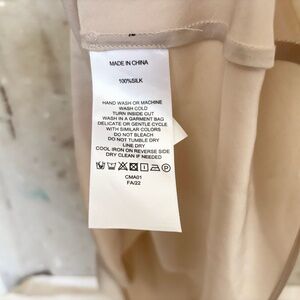 MADE IN CHINA
100%SILK
HAND WASH OR MACHINE
WASH COLD
TURN INSIDE OUT
WASH IN A GARMENT BAG
DELICATE OR GENTLE CYCLE
WITH SIMILAR COLORS
DO NOT BLEACH
DO NOT TUMBLE DRY
LINE DRY
COOL IRON ON REVERSE SIDE
DRY CLEAN IF NEEDED
CMA01
FA/22